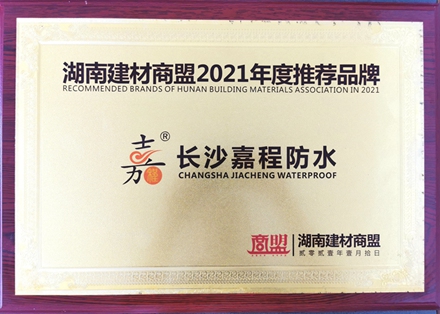 湖南建材商盟2021年度推荐品牌
RECOMMENDED BRANDS OF HUNAN BUILDING MATERIALS ASSOCIATION IN 2021
嘉®
长沙嘉程防水
CHANGSHA JIACHENG WATERPROOF
商盟
湖南建材商盟
贰零贰壹年壹月拾日